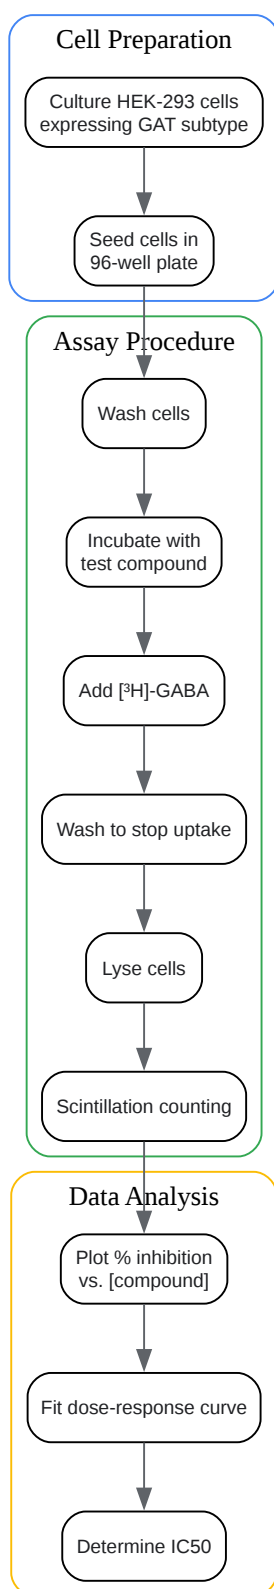 Cell Preparation
Culture HEK-293 cells
expressing GAT subtype
Seed cells in
96-well plate
Assay Procedure
Wash cells
Incubate with
test compound
Add [³H]-GABA
Wash to stop uptake
Lyse cells
Scintillation counting
Data Analysis
Plot % inhibition
vs. [compound]
Fit dose-response curve
Determine IC50